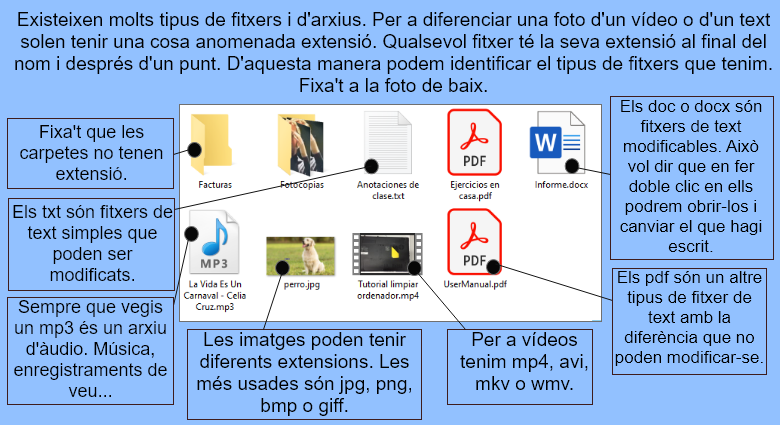 Existeixen molts tipus de fitxers i d'arxius. Per a diferenciar una foto d'un vídeo o d'un text
solen tenir una cosa anomenada extensió. Qualsevol fitxer té la seva extensió al final del
nom i després d'un punt. D'aquesta manera podem identificar el tipus de fitxers que tenim.
Fixa't a la foto de baix.
Fixa't que les
carpetes no tenen
extensió.
Els txt són fitxers de
text simples que
poden ser
modificats.
Sempre que vegis
un mp3 és un arxiu
d'àudio. Música,
enregistraments de
veu...
Facturas
Fotocopias
Anotaciones de
clase.txt
PDF
Ejercicios en
casa.pdf
W
Informe.docx
MP3
La Vida Es Un
Carnaval - Celia
Cruz.mp3
perro.jpg
Tutorial limpiar
ordenador.mp4
PDF
UserManual.pdf
Els doc o docx són
fitxers de text
modificables. Això
vol dir que en fer
doble clic en ells
podrem obrir-los i
canviar el que hagi
escrit.
Els pdf són un altre
tipus de fitxer de
text amb la
diferència que no
poden modificar-se.
Les imatges poden tenir
diferents extensions. Les
més usades són jpg, png,
bmp o giff.
Per a vídeos
tenim mp4, avi,
mkv o wmv.